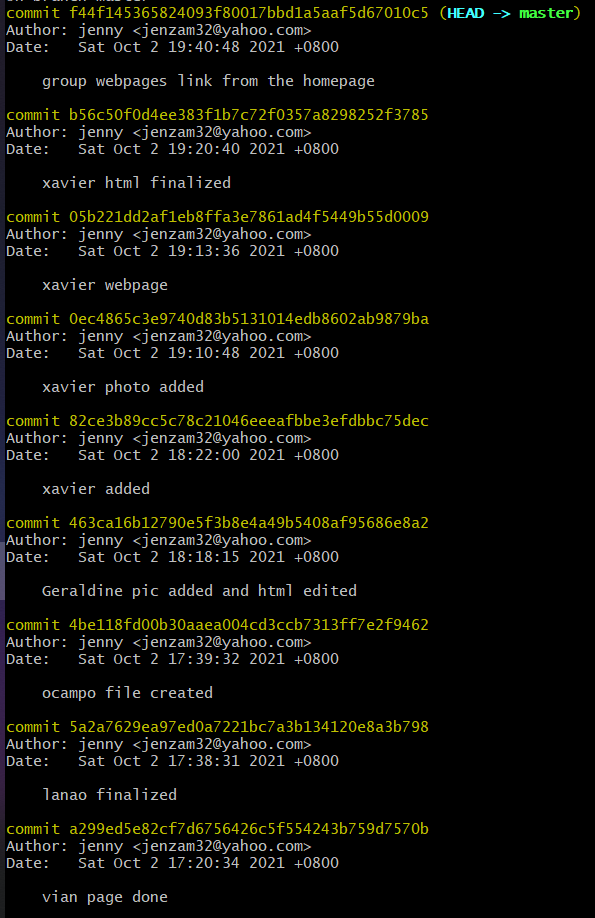 commit f44f145365824093f80017bbd1a5aaf5d67010c5 (HEAD -> master)
Author: jenny <jenzam32@yahoo.com>
Date:   Sat Oct 2 19:40:48 2021 +0800
group webpages link from the homepage
commit b56c50f0d4ee383f1b7c72f0357a8298252f3785
Author: jenny <jenzam32@yahoo.com>
Date:   Sat Oct 2 19:20:40 2021 +0800
xavier html finalized
commit 05b221dd2af1eb8ffa3e7861ad4f5449b55d0009
Author: jenny <jenzam32@yahoo.com>
Date:   Sat Oct 2 19:13:36 2021 +0800
xavier webpage
commit 0ec4865c3e9740d83b5131014edb8602ab9879ba
Author: jenny <jenzam32@yahoo.com>
Date:   Sat Oct 2 19:10:48 2021 +0800
xavier photo added
commit 82ce3b89cc5c78c21046eeeafbbe3efdbbc75dec
Author: jenny <jenzam32@yahoo.com>
Date:   Sat Oct 2 18:22:00 2021 +0800
xavier added
commit 463ca16b12790e5f3b8e4a49b5408af95686e8a2
Author: jenny <jenzam32@yahoo.com>
Date:   Sat Oct 2 18:18:15 2021 +0800
Geraldine pic added and html edited
commit 4be118fd00b30aaea004cd3ccb7313ff7e2f9462
Author: jenny <jenzam32@yahoo.com>
Date:   Sat Oct 2 17:39:32 2021 +0800
ocampo file created
commit 5a2a7629ea97ed0a7221bc7a3b134120e8a3b798
Author: jenny <jenzam32@yahoo.com>
Date:   Sat Oct 2 17:38:31 2021 +0800
lanao finalized
commit a299ed5e82cf7d6756426c5f554243b759d7570b
Author: jenny <jenzam32@yahoo.com>
Date:   Sat Oct 2 17:20:34 2021 +0800
vian page done